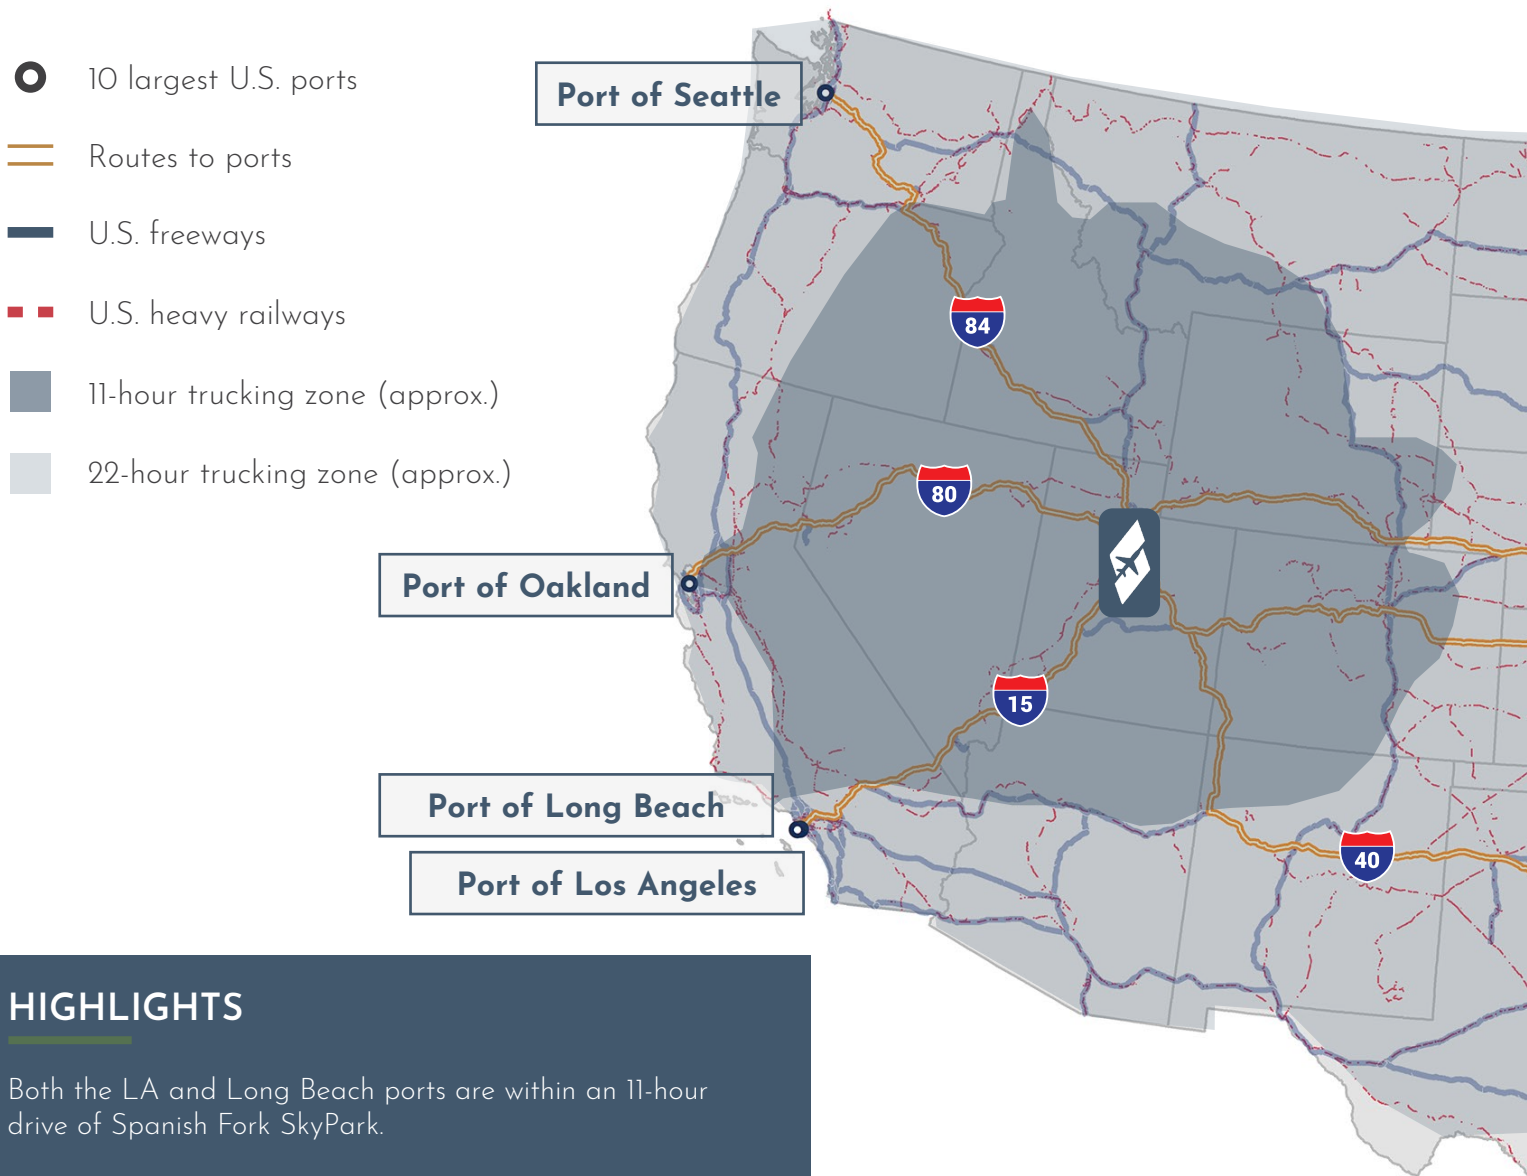 10 largest U.S. ports
Routes to ports
U.S. freeways
U.S. heavy railways
11-hour trucking zone (approx.)
22-hour trucking zone (approx.)
Port of Seattle
84
80
Port of Oakland
15
Port of Long Beach
40
Port of Los Angeles
HIGHLIGHTS
Both the LA and Long Beach ports are within an 11-hour
drive of Spanish Fork SkyPark.